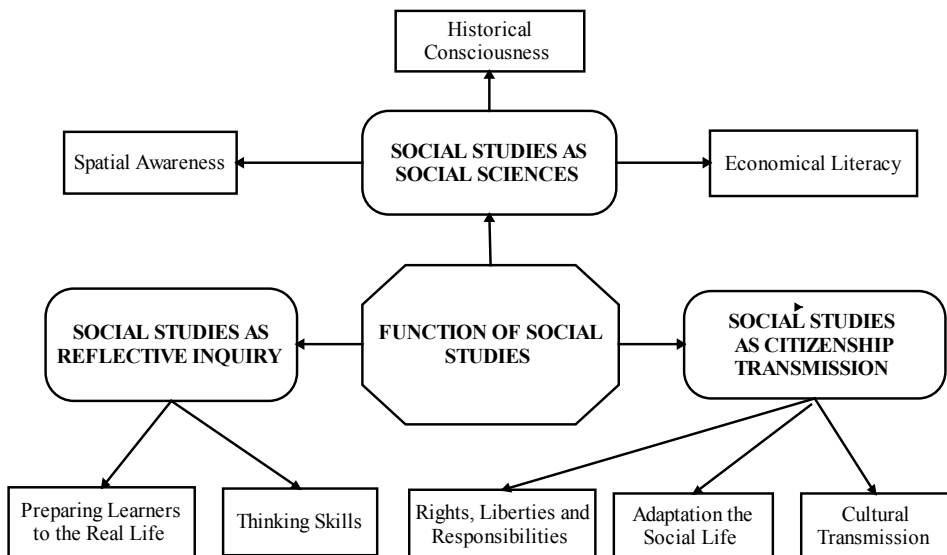 Historical
Consciousness
Spatial Awareness
SOCIAL STUDIES AS
SOCIAL SCIENCES
Economical Literacy
SOCIAL STUDIES AS
REFLECTIVE INQUIRY
FUNCTION OF SOCIAL
STUDIES
SOCIAL STUDIES
AS CITIZENSHIP
TRANSMISSION
Preparing Learners
to the Real Life
Thinking Skills
Rights, Liberties and
Responsibilities
Adaptation the
Social Life
Cultural
Transmission